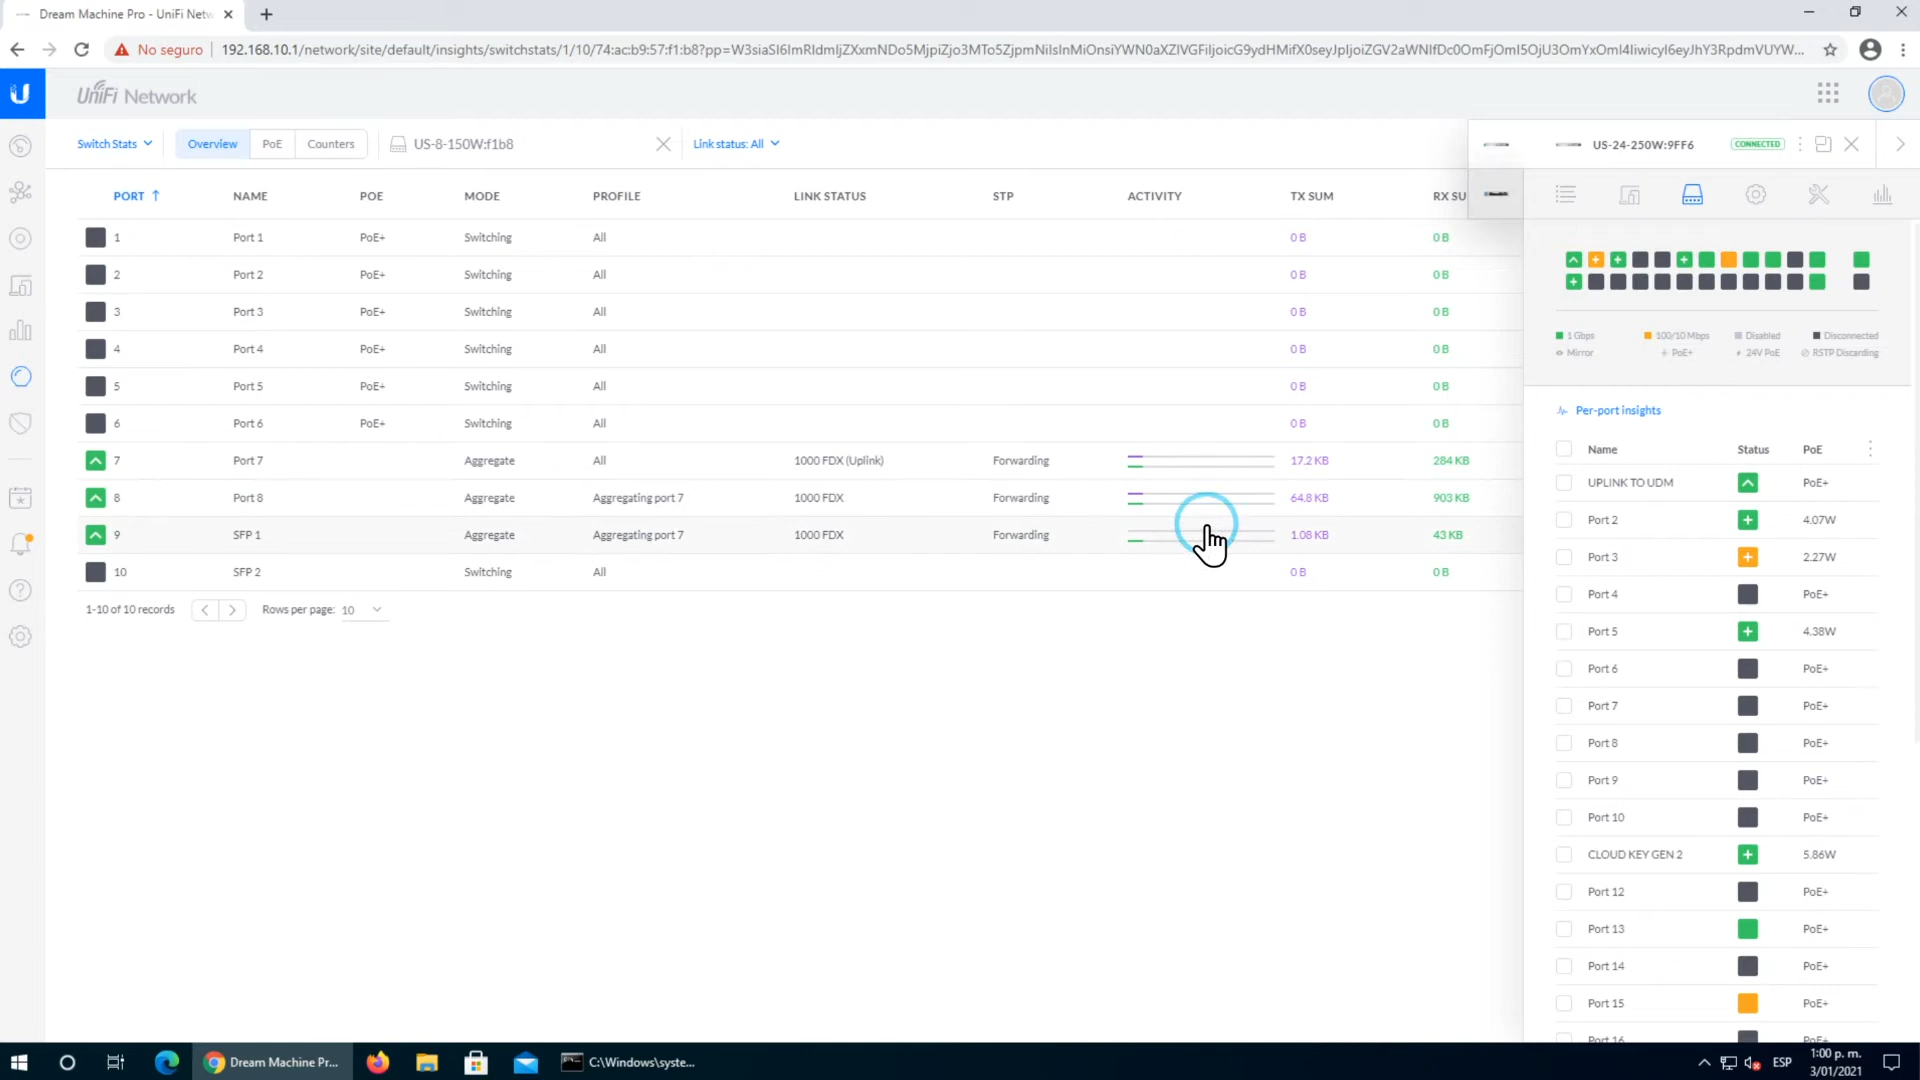 Dream Machine Pro - UniFi Netw
No seguro
192.168.10.1/network/site/default/insights/switchstats/1/10/74:ac:b9:57:f1:b8?pp=
UniFi Network
Switch Stats
Overview
PoE
Counters
US-8-150W:f1b8
Link status: All
PORT NAME POE MODE PROFILE LINK STATUS STP ACTIVITY TX SUM RX SU
1 Port 1 PoE+ Switching All 0 B 0 B
2 Port 2 PoE+ Switching All 0 B 0 B
3 Port 3 PoE+ Switching All 0 B 0 B
4 Port 4 PoE+ Switching All 0 B 0 B
5 Port 5 PoE+ Switching All 0 B 0 B
6 Port 6 PoE+ Switching All 0 B 0 B
7 Port 7 Aggregate All 1000 FDX (Uplink) Forwarding 17.2 KB 284 KB
8 Port 8 Aggregate Aggregating port 7 1000 FDX Forwarding 64.8 KB 903 KB
9 SFP 1 Aggregate Aggregating port 7 1000 FDX Forwarding 1.08 KB 43 KB
10 SFP 2 Switching All 0 B 0 B
1-10 of 10 records
Rows per page: 10
US-24-250W:9FF6
CONNECTED
1 Gbps 100/10 Mbps Disabled Disconnected
Mirror PoE+ 24V PoE RSTP Discarding
Per-port insights
Name Status PoE
UPLINK TO UDM PoE+
Port 2 4.07W
Port 3 2.27W
Port 4 PoE+
Port 5 4.38W
Port 6 PoE+
Port 7 PoE+
Port 8 PoE+
Port 9 PoE+
Port 10 PoE+
CLOUD KEY GEN 2 5.86W
Port 12 PoE+
Port 13 PoE+
Port 14 PoE+
Port 15 PoE+
Port 16 PoE+
Dream Machine Pr...
C:\Windows\syste...
ESP
1:00 p. m.
3/01/2021